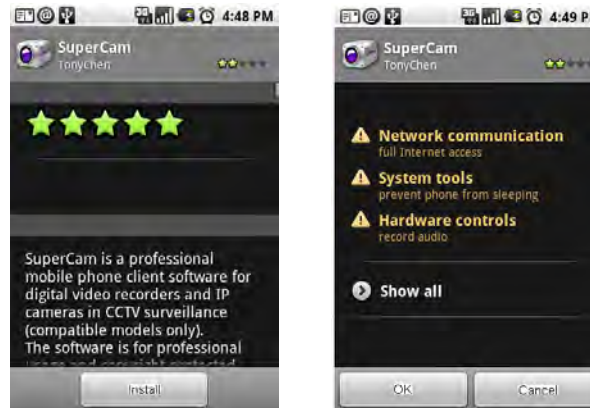 4:48 PM
SuperCam
TonyChen
SuperCam is a professional
mobile phone client software for
digital video recorders and IP
cameras in CCTV surveillance
(compatible models only).
The software is for professional
Install
3G
4:49 P
SuperCam
TonyChen
Network communication
full Internet access
System tools
prevent phone from sleeping
Hardware controls
record audio
Show all
OK
Cancel